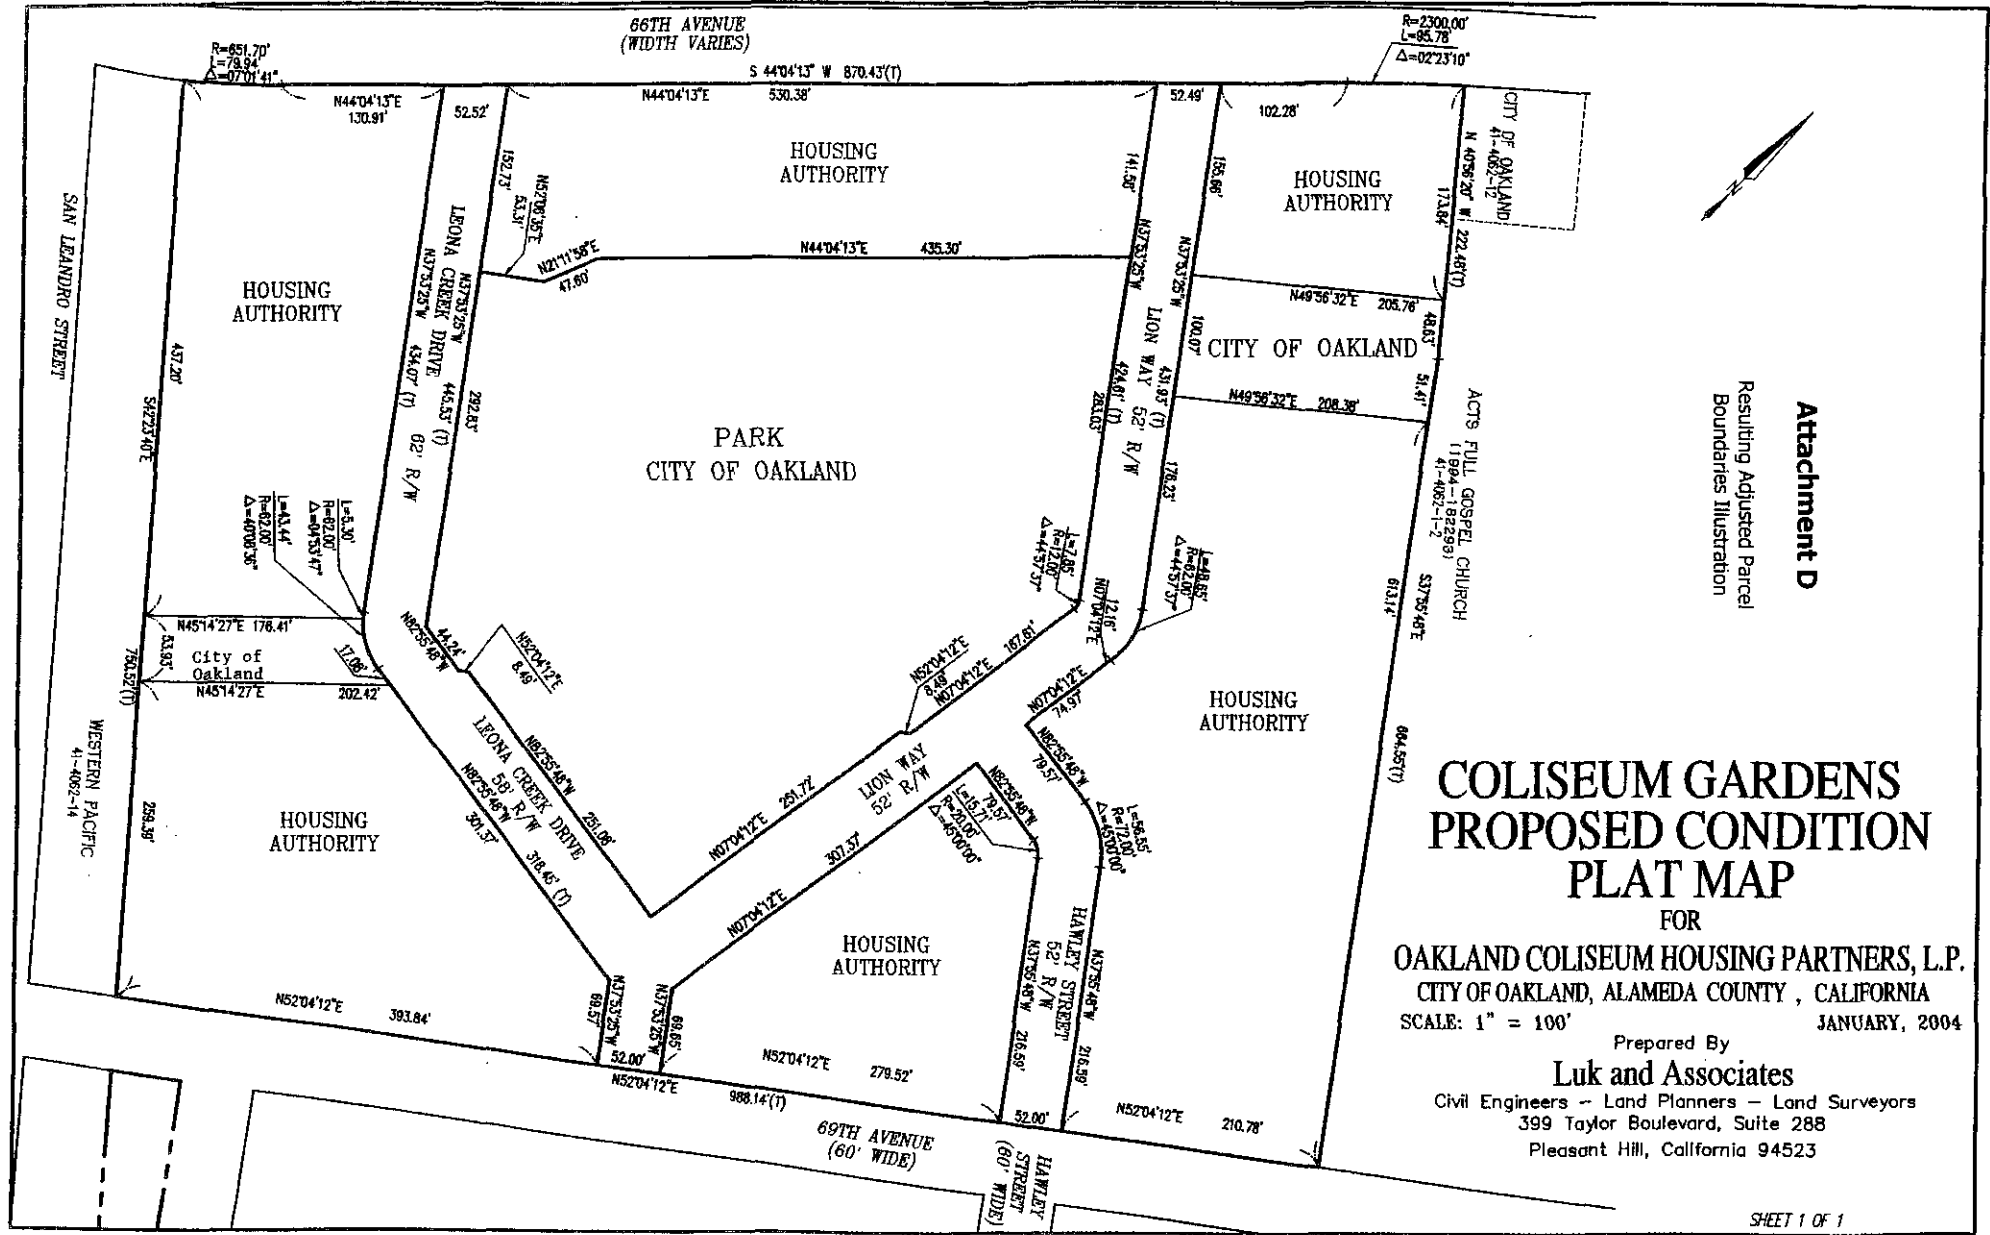 66TH AVENUE
(WIDTH VARIES)
R=651.70'
L=79.94'
Δ=07°01'41"
S 44°04'13" W 870.43'(T)
R=2300.00'
L=95.78'
Δ=02°23'10"
N44°04'13"E
130.91'
52.52'
N44°04'13"E 530.38'
52.49'
102.28'
CITY OF OAKLAND
41-4062-12
N 40°56'20" W 222.48'(T)
173.84'
HOUSING
AUTHORITY
HOUSING
AUTHORITY
152.73'
N52°06'35"E
53.31'
N21°11'58"E
47.60'
N44°04'13"E 435.30'
141.58'
155.66'
SAN LEANDRO STREET
HOUSING
AUTHORITY
437.20'
S42°23'40"E
LEONA CREEK DRIVE 62' R/W
N37°53'25"W 434.07' (T)
N37°53'25"W 445.53' (T)
292.83'
N37°53'25"W
424.61' (T)
283.03'
LION WAY 52' R/W
N37°53'25"W
431.93' (T)
100.07'
N49°56'32"E 205.76'
CITY OF OAKLAND
48.63'
51.41'
N49°56'32"E 208.38'
176.23'
PARK
CITY OF OAKLAND
ACTS FULL GOSPEL CHURCH
(1994-182293)
41-4062-1-2
S37°55'48"E
613.14'
664.55'(T)
Attachment D
Resulting Adjusted Parcel
Boundaries Illustration
L=5.30'
R=62.00'
Δ=04°53'47"
L=43.44'
R=62.00'
Δ=40°08'36"
L=7.85'
R=12.00'
Δ=44°57'37"
L=48.65'
R=62.00'
Δ=44°57'37"
12.16'
N07°04'12"E
N45°14'27"E 176.41'
53.93'
City of
Oakland
17.08'
N45°14'27"E 202.42'
750.52'(T)
N82°55'48"W
44.24'
N52°04'12"E
8.49'
N52°04'12"E
8.49'
N07°04'12"E 167.61'
N07°04'12"E
74.97'
HOUSING
AUTHORITY
WESTERN PACIFIC
41-4062-14
259.39'
HOUSING
AUTHORITY
LEONA CREEK DRIVE
58' R/W
N82°55'48"W 251.08'
N82°55'48"W 318.45' (T)
301.37'
N07°04'12"E 251.72'
LION WAY
52' R/W
N07°04'12"E 307.37'
N82°55'48"W
79.57'
N82°55'48"W
79.57'
L=15.71'
R=20.00'
Δ=45°00'00"
L=56.55'
R=72.00'
Δ=45°00'00"
HOUSING
AUTHORITY
HAWLEY STREET
52' R/W
N37°55'48"W 216.59'
N37°55'48"W 216.59'
N52°04'12"E 393.84'
N37°53'25"W
69.57'
N37°53'25"W
69.65'
52.00'
N52°04'12"E
N52°04'12"E 279.52'
988.14'(T)
52.00'
N52°04'12"E 210.78'
69TH AVENUE
(60' WIDE)
HAWLEY
STREET
(60' WIDE)
COLISEUM GARDENS
PROPOSED CONDITION
PLAT MAP
FOR
OAKLAND COLISEUM HOUSING PARTNERS, L.P.
CITY OF OAKLAND, ALAMEDA COUNTY , CALIFORNIA
SCALE: 1" = 100' JANUARY, 2004
Prepared By
Luk and Associates
Civil Engineers – Land Planners – Land Surveyors
399 Taylor Boulevard, Suite 288
Pleasant Hill, California 94523
SHEET 1 OF 1
N